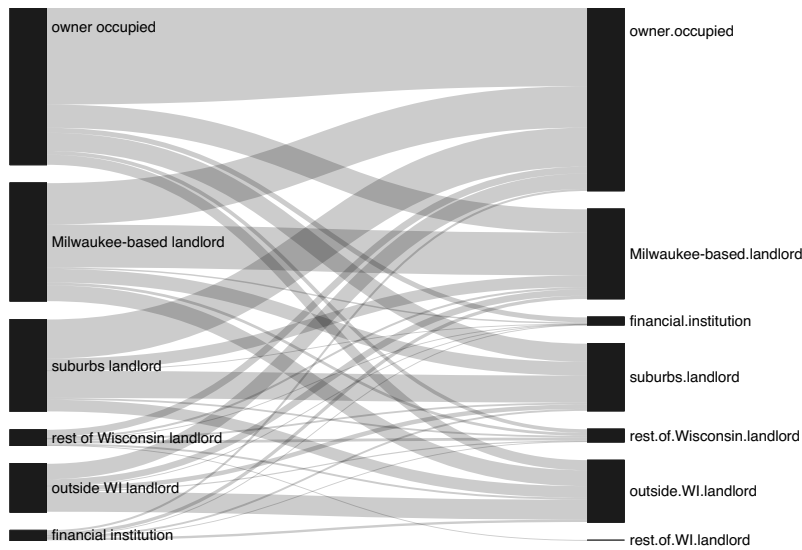 owner occupied
Milwaukee-based landlord
suburbs landlord
rest of Wisconsin landlord
outside WI landlord
financial institution
owner.occupied
Milwaukee-based.landlord
financial.institution
suburbs.landlord
rest.of.Wisconsin.landlord
outside.WI.landlord
rest.of.WI.landlord